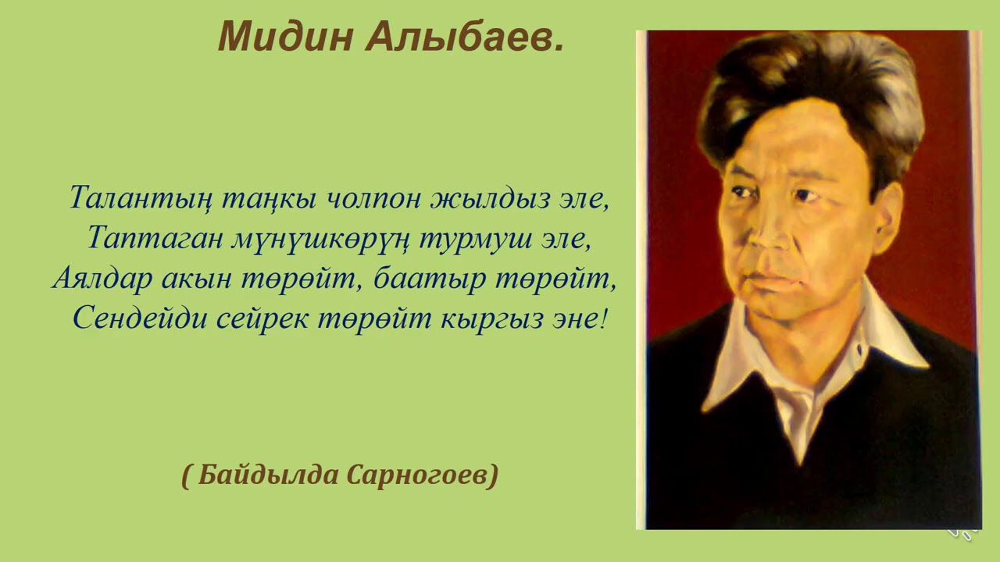 Мидин Алыбаев.
Талантың таңкы чолпон жылдыз эле,
Таптаган мүнүшкөрүң турмуш эле,
Аялдар акын төрөйт, баатыр төрөйт,
Сендейди сейрек төрөйт кыргыз эне!
( Байдылда Сарногоев)